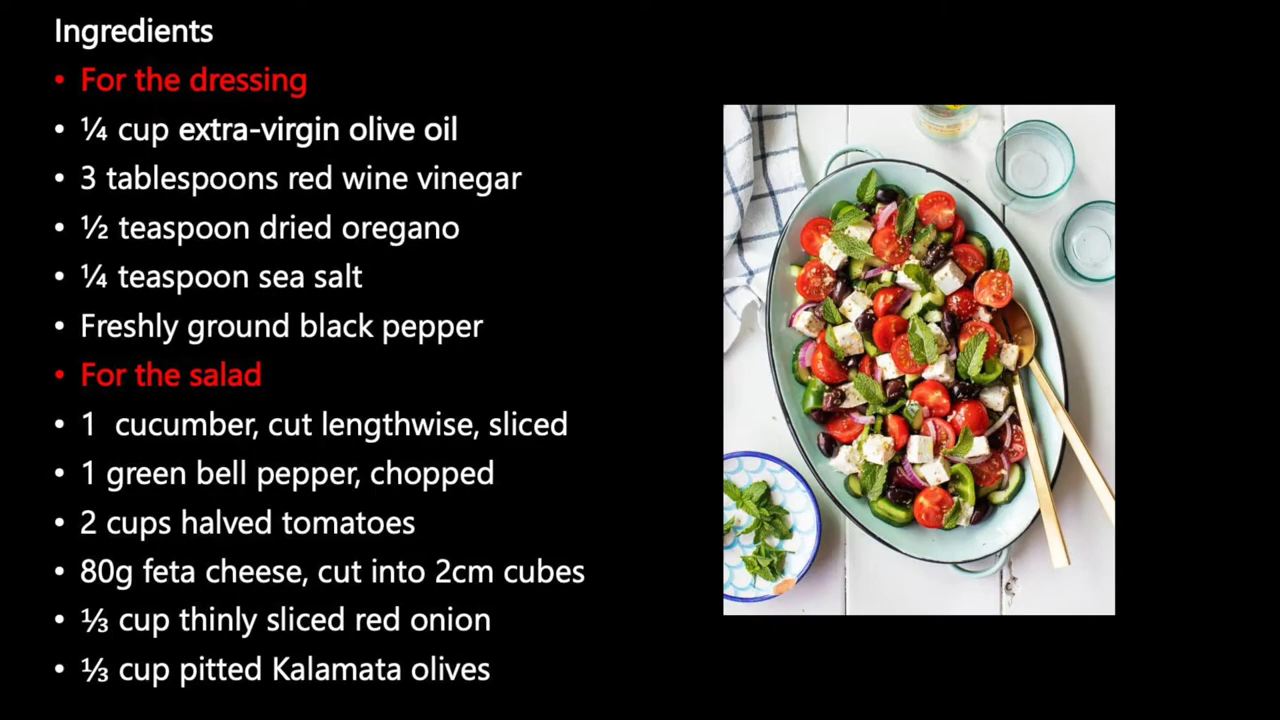 Ingredients
• For the dressing
• ¼ cup extra-virgin olive oil
• 3 tablespoons red wine vinegar
• ½ teaspoon dried oregano
• ¼ teaspoon sea salt
• Freshly ground black pepper
• For the salad
• 1  cucumber, cut lengthwise, sliced
• 1 green bell pepper, chopped
• 2 cups halved tomatoes
• 80g feta cheese, cut into 2cm cubes
• ⅓ cup thinly sliced red onion
• ⅓ cup pitted Kalamata olives